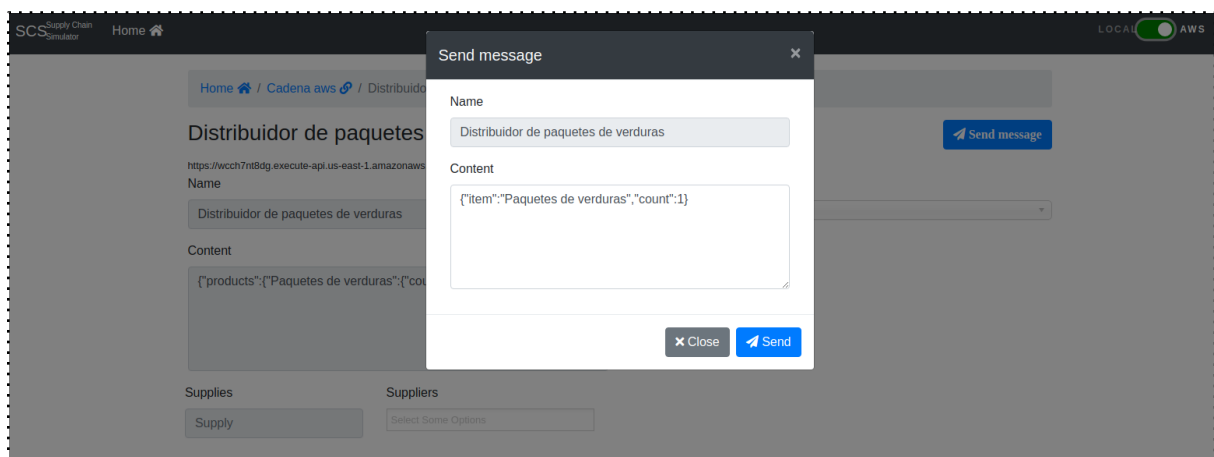 SCS Supply Chain Simulator Home LOCAL AWS
Send message ×
Home / Cadena aws / Distribuido
Name
Distribuidor de paquetes de verduras
Content
{"item":"Paquetes de verduras","count":1}
Close Send
Distribuidor de paquetes
Send message
https://wcch7nt8dg.execute-api.us-east-1.amazonaws.
Name
Distribuidor de paquetes de verduras
Content
{"products":{"Paquetes de verduras":{"cou
Supplies Suppliers
Supply Select Some Options